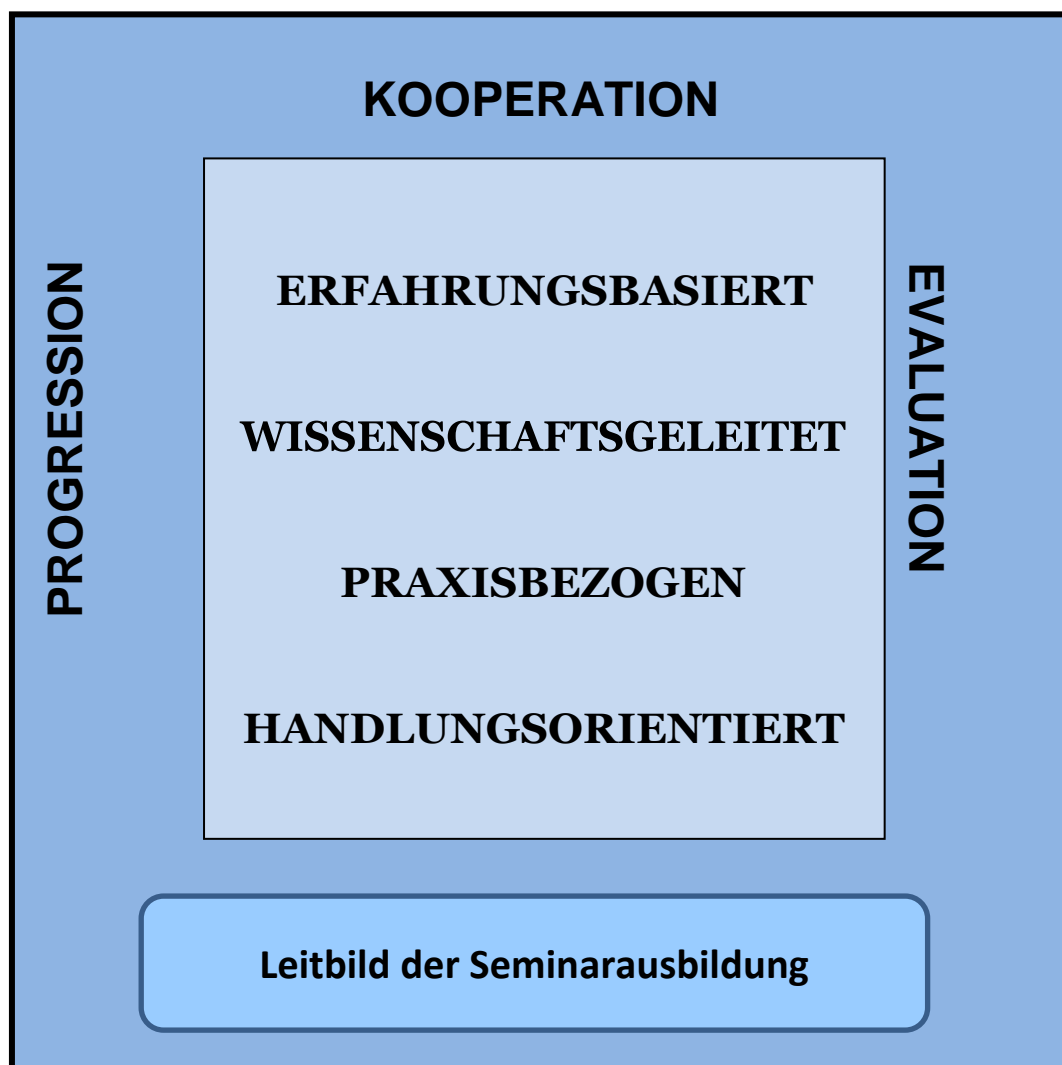 KOOPERATION
PROGRESSION
ERFAHRUNGSBASIERT
WISSENSCHAFTSGELEITET
PRAXISBEZOGEN
HANDLUNGSORIENTIERT
EVALUATION
Leitbild der Seminarausbildung